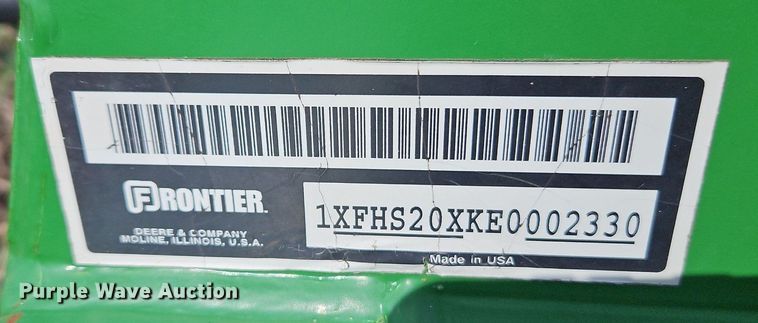 FRONTIER
DEERE & COMPANY
MOLINE, ILLINOIS, U.S.A.
1XFHS20XKE0002330
Made in USA
Purple Wave Auction